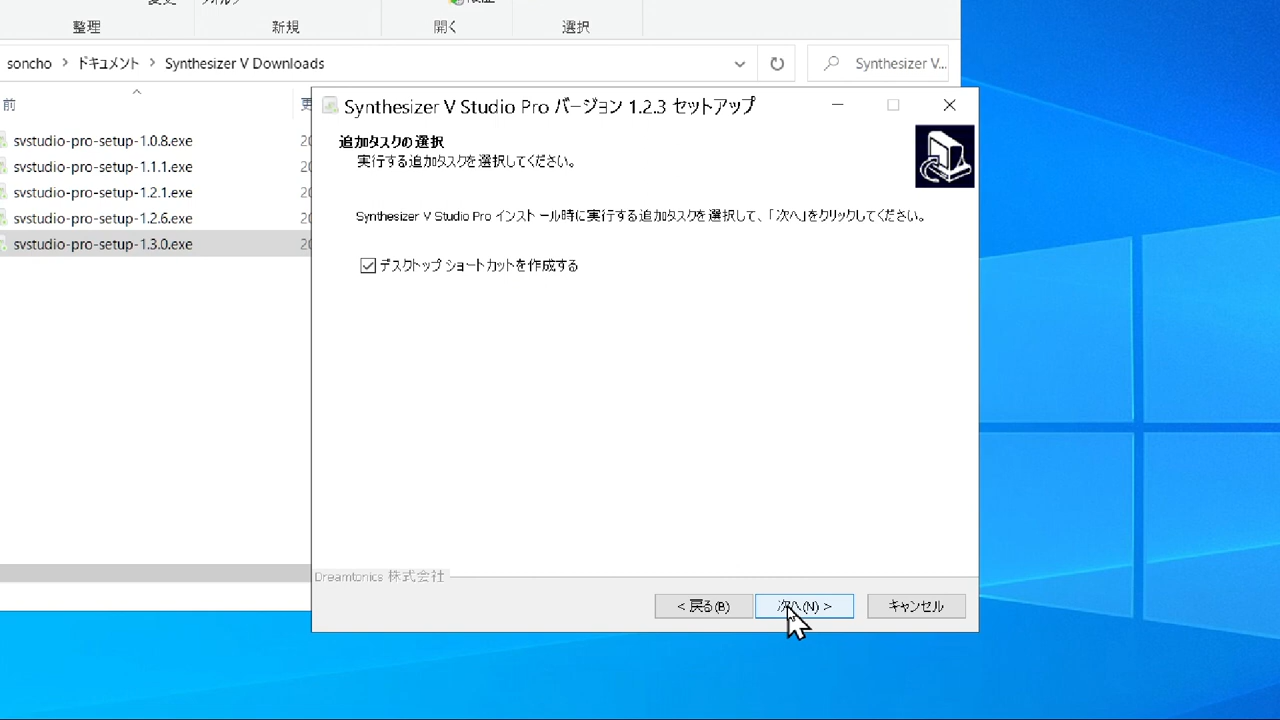 整理
新規
開く
選択
soncho > ドキュメント > Synthesizer V Downloads
Synthesizer V...
前
更
svstudio-pro-setup-1.0.8.exe
20
svstudio-pro-setup-1.1.1.exe
20
svstudio-pro-setup-1.2.1.exe
20
svstudio-pro-setup-1.2.6.exe
20
svstudio-pro-setup-1.3.0.exe
20
Synthesizer V Studio Pro バージョン 1.2.3 セットアップ
追加タスクの選択
実行する追加タスクを選択してください。
Synthesizer V Studio Pro インストール時に実行する追加タスクを選択して、「次へ」をクリックしてください。
デスクトップ ショートカットを作成する
Dreamtonics 株式会社
< 戻る(B)
次へ(N) >
キャンセル